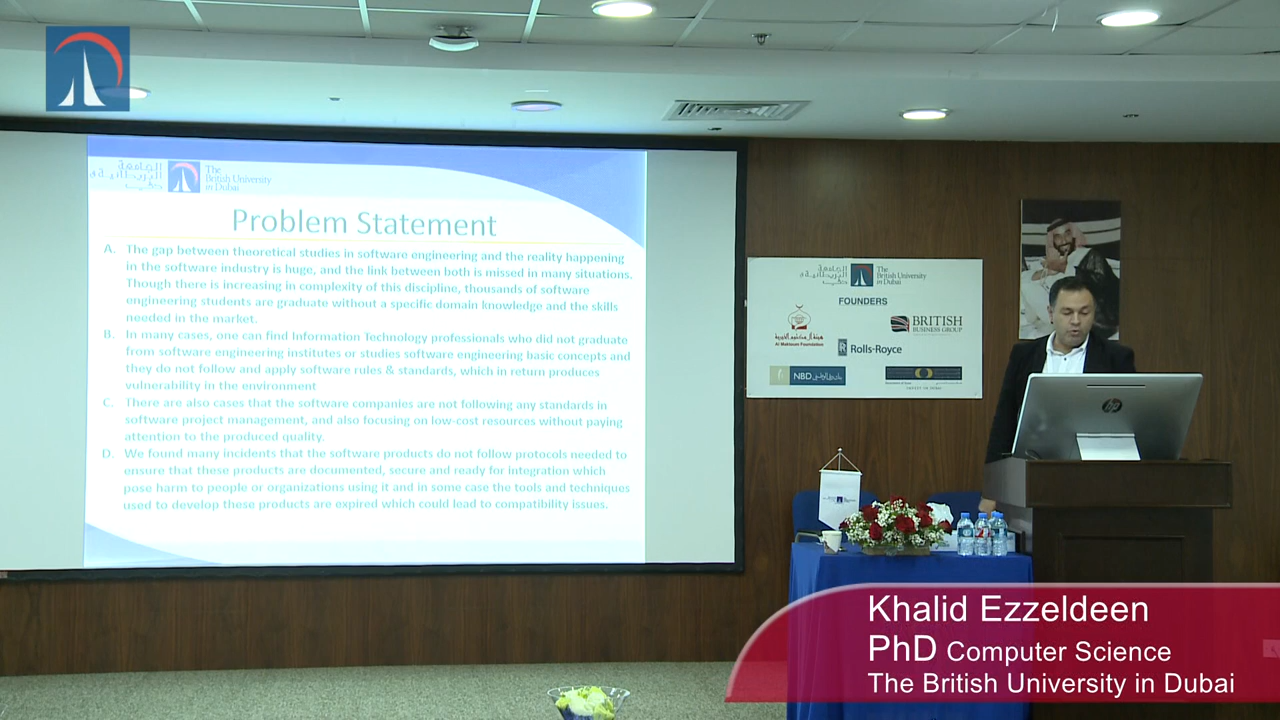 الجامعة
البريطانية في
دبي
The
British University
in Dubai
Problem Statement
A. The gap between theoretical studies in software engineering and the reality happening
in the software industry is huge, and the link between both is missed in many situations.
Though there is increasing in complexity of this discipline, thousands of software
engineering students are graduate without a specific domain knowledge and the skills
needed in the market.
B. In many cases, one can find Information Technology professionals who did not graduate
from software engineering institutes or studies software engineering basic concepts and
they do not follow and apply software rules & standards, which in return produces
vulnerability in the environment
C. There are also cases that the software companies are not following any standards in
software project management, and also focusing on low-cost resources without paying
attention to the produced quality.
D. We found many incidents that the software products do not follow protocols needed to
ensure that these products are documented, secure and ready for integration which
pose harm to people or organizations using it and in some case the tools and techniques
used to develop these products are expired which could lead to compatibility issues.
The
British University
in Dubai
FOUNDERS
Al Maktoum Foundation
BRITISH
BUSINESS GROUP
Rolls-Royce
NBD
hp
Khalid Ezzeldeen
PhD Computer Science
The British University in Dubai